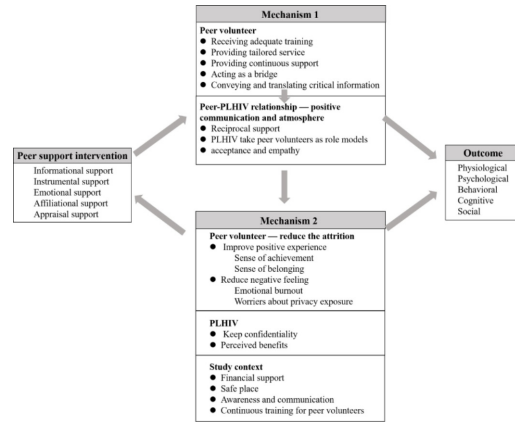 Mechanism 1
Peer volunteer
● Receiving adequate training
● Providing tailored service
● Providing continuous support
● Acting as a bridge
● Conveying and translating critical information
Peer-PLHIV relationship — positive
communication and atmosphere
● Reciprocal support
● PLHIV take peer volunteers as role models
● acceptance and empathy
Peer support intervention
Informational support
Instrumental support
Emotional support
Affiliational support
Appraisal support
Outcome
Physiological
Psychological
Behavioral
Cognitive
Social
Mechanism 2
Peer volunteer — reduce the attrition
● Improve positive experience
Sense of achievement
Sense of belonging
● Reduce negative feeling
Emotional burnout
Worriers about privacy exposure
PLHIV
● Keep confidentiality
● Perceived benefits
Study context
● Financial support
● Safe place
● Awareness and communication
● Continuous training for peer volunteers